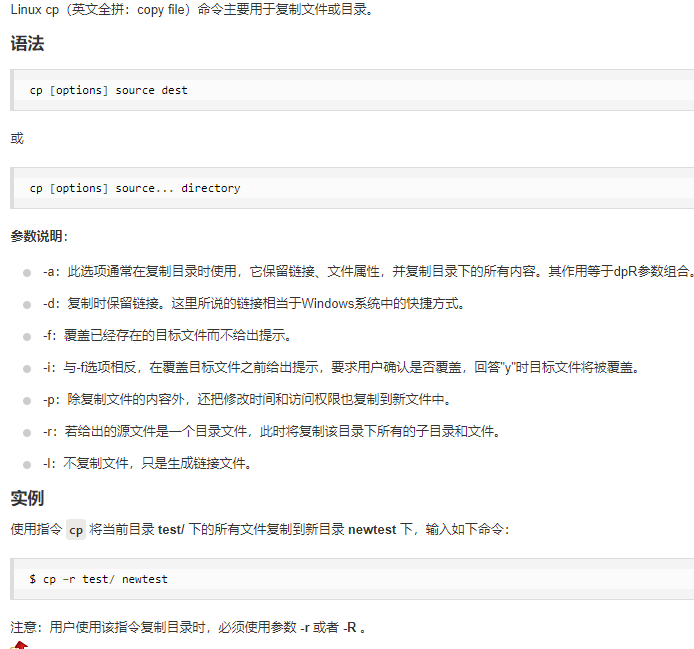 Linux cp（英文全拼：copy file）命令主要用于复制文件或目录。
语法
cp [options] source dest
或
cp [options] source... directory
参数说明：
-a：此选项通常在复制目录时使用，它保留链接、文件属性，并复制目录下的所有内容。其作用等于dpR参数组合。
-d：复制时保留链接。这里所说的链接相当于Windows系统中的快捷方式。
-f：覆盖已经存在的目标文件而不给出提示。
-i：与-f选项相反，在覆盖目标文件之前给出提示，要求用户确认是否覆盖，回答"y"时目标文件将被覆盖。
-p：除复制文件的内容外，还把修改时间和访问权限也复制到新文件中。
-r：若给出的源文件是一个目录文件，此时将复制该目录下所有的子目录和文件。
-l：不复制文件，只是生成链接文件。
实例
使用指令 cp 将当前目录 test/ 下的所有文件复制到新目录 newtest 下，输入如下命令：
$ cp –r test/ newtest
注意：用户使用该指令复制目录时，必须使用参数 -r 或者 -R 。